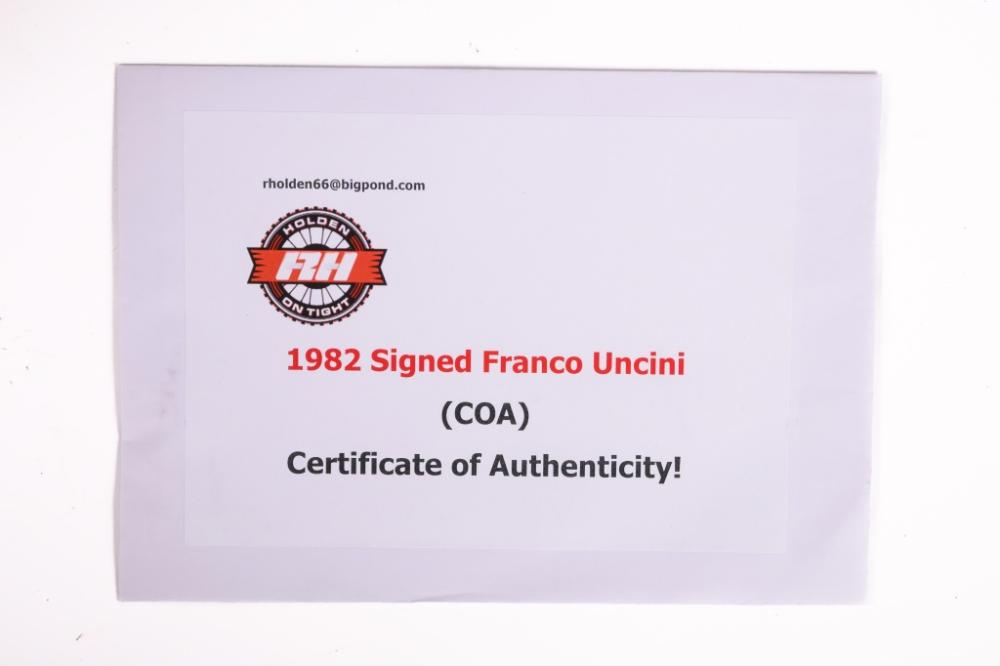 rholden66@bigpond.com
HOLDEN
RH
ON TIGHT
1982 Signed Franco Uncini
(COA)
Certificate of Authenticity!